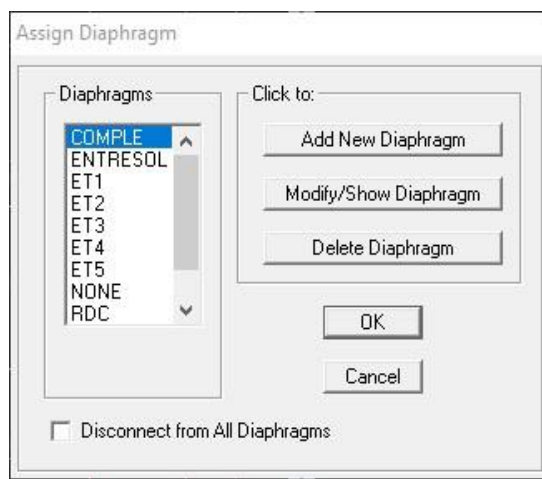 Assign Diaphragm
Diaphragms
COMPLE
ENTRESOL
ET1
ET2
ET3
ET4
ET5
NONE
RDC
Click to:
Add New Diaphragm
Modify/Show Diaphragm
Delete Diaphragm
OK
Cancel
Disconnect from All Diaphragms